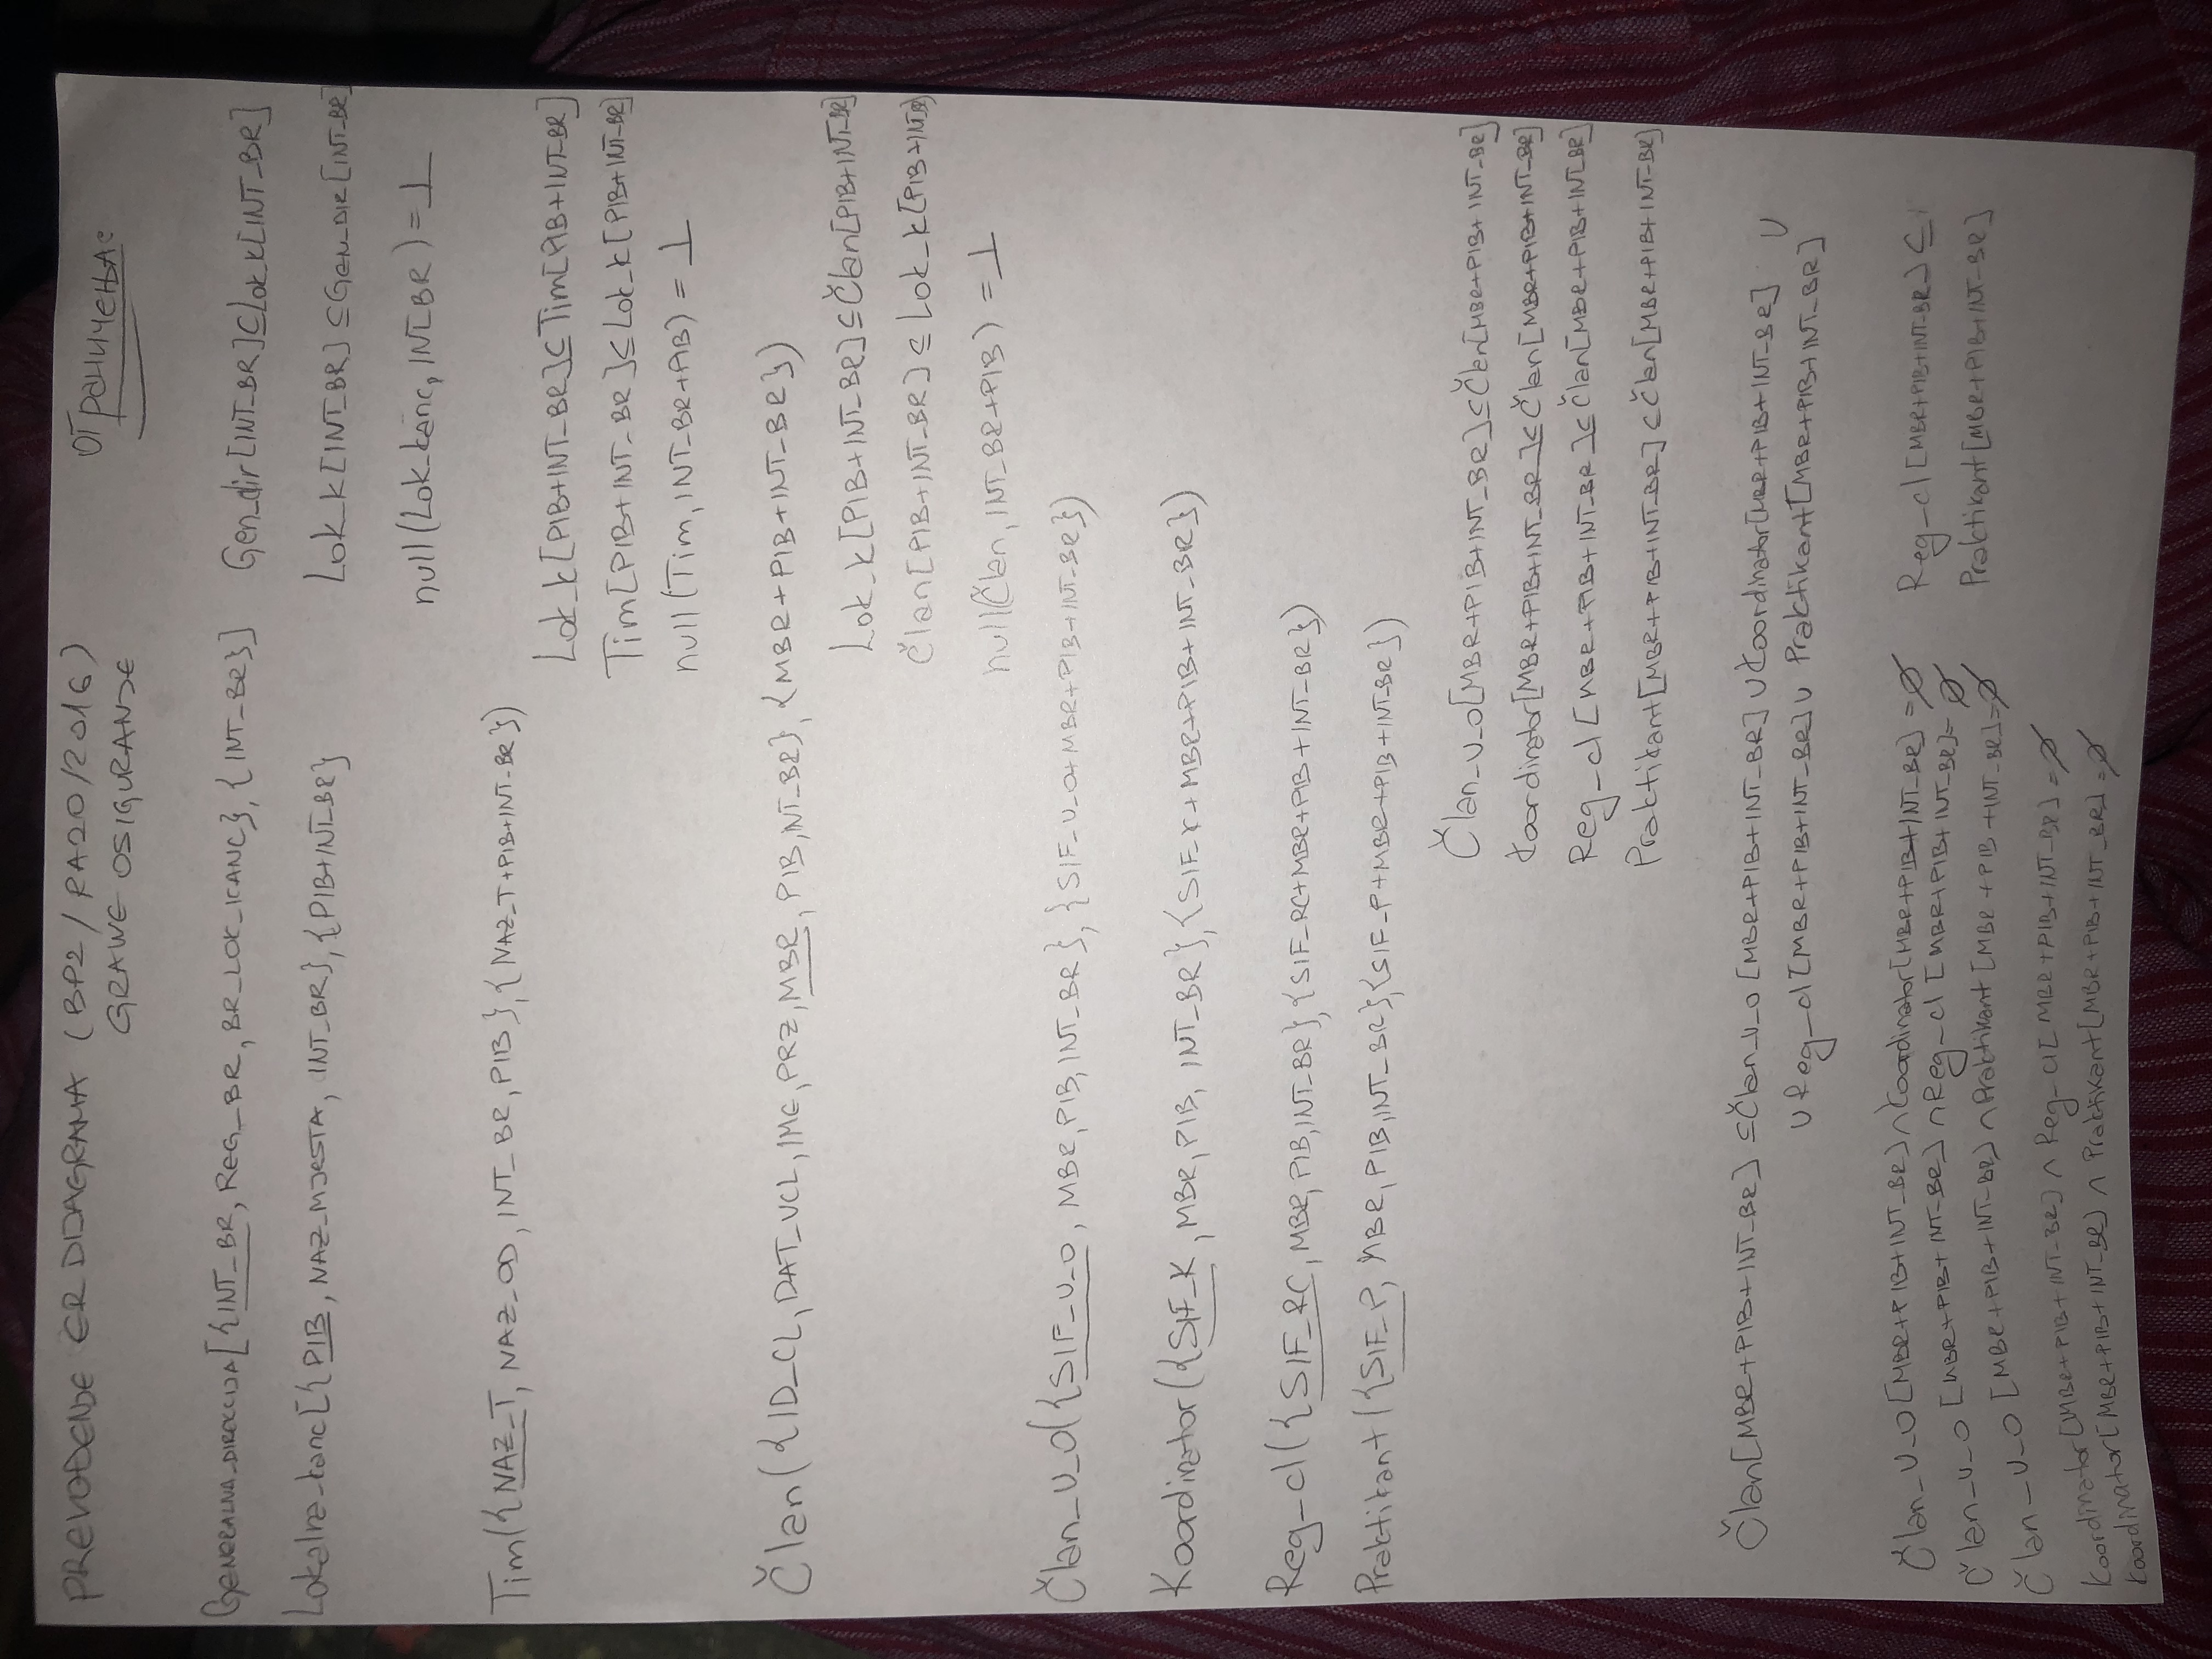 PREVOĐENJE ER DIJAGRAMA (BP2 / RA20/2016)
GRAWE OSIGURANJE
Ограничења:
GENERALNA_DIREKCIJA[{INT_BR, REG_BR, BR_LOK_KANC}, {INT_BR}]
Gen_dir[INT_BR]⊆Lok_k[INT_BR]
Lokalna_kanc[{PIB, NAZ_MJESTA, INT_BR}, {PIB+INT_BR}
Lok_k[INT_BR] ⊆ GEN_DIR[INT_BR]
null(Lok_kanc, INT_BR) = ⊥
Tim({NAZ_T, NAZ_OD, INT_BR, PIB}, {NAZ_T+PIB+INT_BR})
Lok_k[PIB+INT_BR]⊆Tim[PIB+INT_BR]
Tim[PIB+INT_BR]⊆Lok_k[PIB+INT_BR]
null(Tim, INT_BR+PIB) = ⊥
Član({ID_CL, DAT_UCL, IME, PRZ, MBR, PIB, INT_BR}, {MBR+PIB+INT_BR})
Lok_k[PIB+INT_BR]⊆Član[PIB+INT_BR]
Član[PIB+INT_BR] ⊆ Lok_k[PIB+INT_BR]
null(Član, INT_BR+PIB) = ⊥
Član_U_O({SIF_U_O, MBR, PIB, INT_BR}, {SIF_U_O+MBR+PIB+INT_BR})
Koordinator({SIF_K, MBR, PIB, INT_BR}, {SIF_K+MBR+PIB+INT_BR})
Reg_cl({SIF_RC, MBR, PIB, INT_BR}, {SIF_RC+MBR+PIB+INT_BR})
Praktikant({SIF_P, MBR, PIB, INT_BR}, {SIF_P+MBR+PIB+INT_BR})
Član_U_O[MBR+PIB+INT_BR]⊆Član[MBR+PIB+INT_BR]
Koordinator[MBR+PIB+INT_BR]⊆Član[MBR+PIB+INT_BR]
Reg_cl[MBR+PIB+INT_BR]⊆Član[MBR+PIB+INT_BR]
Praktikant[MBR+PIB+INT_BR]⊆Član[MBR+PIB+INT_BR]
Član[MBR+PIB+INT_BR] ⊆Član_U_O[MBR+PIB+INT_BR] ∪ Koordinator[MBR+PIB+INT_BR] ∪
∪ Reg_cl[MBR+PIB+INT_BR] ∪ Praktikant[MBR+PIB+INT_BR]
Član_U_O[MBR+PIB+INT_BR] ∩ Koordinator[MBR+PIB+INT_BR] = ∅
Član_U_O[MBR+PIB+INT_BR] ∩ Reg_cl[MBR+PIB+INT_BR] = ∅
Član_U_O[MBR+PIB+INT_BR] ∩ Praktikant[MBR+PIB+INT_BR] = ∅
Koordinator[MBR+PIB+INT_BR] ∩ Reg_cl[MBR+PIB+INT_BR] = ∅
Koordinator[MBR+PIB+INT_BR] ∩ Praktikant[MBR+PIB+INT_BR] = ∅
Reg_cl[MBR+PIB+INT_BR] ⊆
Praktikant[MBR+PIB+INT_BR]